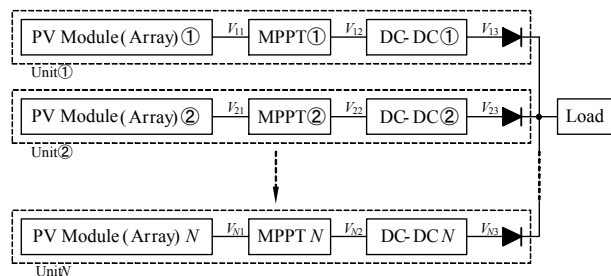 PV Module (Array) ① V11 MPPT① V12 DC-DC① V13
Unit①
PV Module (Array) ② V21 MPPT② V22 DC-DC② V23
Load
Unit②
PV Module (Array) N VN1 MPPT N VN2 DC-DC N VN3
UnitN